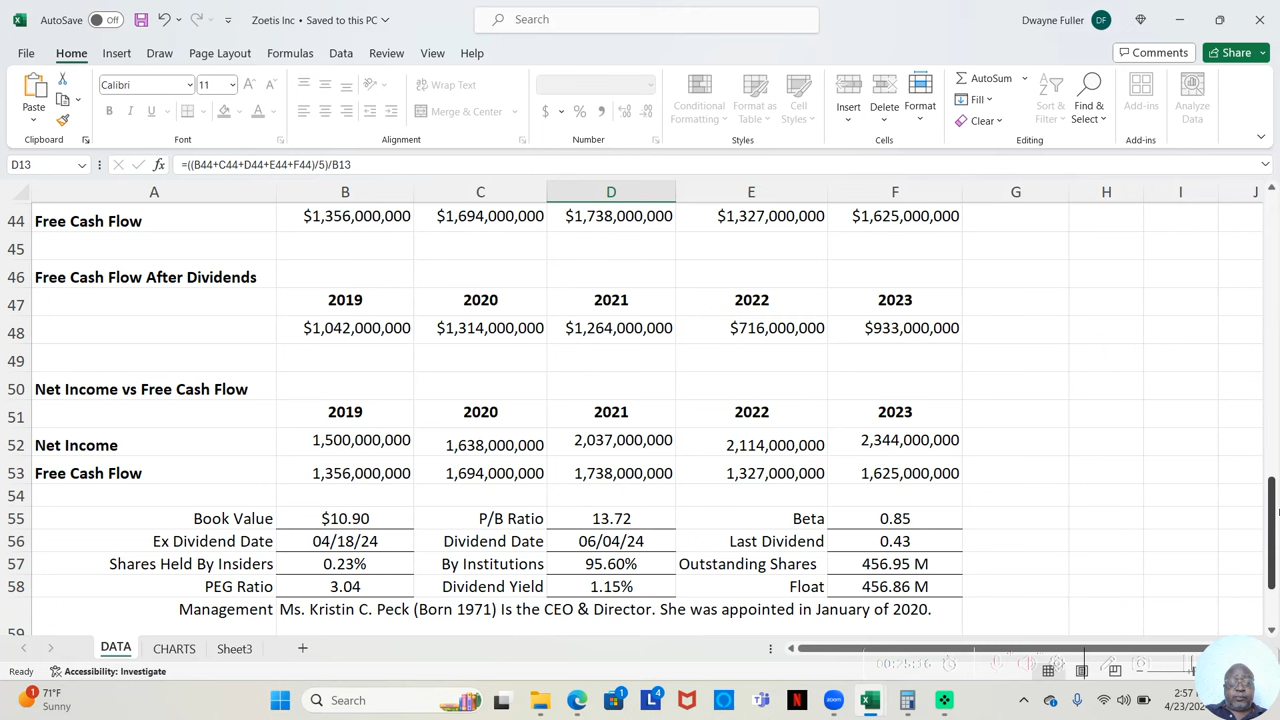 AutoSave Off Zoetis Inc • Saved to this PC Search Dwayne Fuller DF
File Home Insert Draw Page Layout Formulas Data Review View Help Comments Share
Calibri 11 Wrap Text AutoSum
Paste Conditional Format as Cell Insert Delete Format Fill Sort & Find & Add-ins Analyze
Formatting Table Styles Filter Select Data
B I U Merge & Center $ % Clear
Clipboard Font Alignment Number Styles Cells Editing Add-ins
D13 fx =((B44+C44+D44+E44+F44)/5)/B13
A B C D E F G H I J
44 Free Cash Flow $1,356,000,000 $1,694,000,000 $1,738,000,000 $1,327,000,000 $1,625,000,000
45
46 Free Cash Flow After Dividends
47 2019 2020 2021 2022 2023
48 $1,042,000,000 $1,314,000,000 $1,264,000,000 $716,000,000 $933,000,000
49
50 Net Income vs Free Cash Flow
51 2019 2020 2021 2022 2023
52 Net Income 1,500,000,000 1,638,000,000 2,037,000,000 2,114,000,000 2,344,000,000
53 Free Cash Flow 1,356,000,000 1,694,000,000 1,738,000,000 1,327,000,000 1,625,000,000
54
55 Book Value $10.90 P/B Ratio 13.72 Beta 0.85
56 Ex Dividend Date 04/18/24 Dividend Date 06/04/24 Last Dividend 0.43
57 Shares Held By Insiders 0.23% By Institutions 95.60% Outstanding Shares 456.95 M
58 PEG Ratio 3.04 Dividend Yield 1.15% Float 456.86 M
Management Ms. Kristin C. Peck (Born 1971) Is the CEO & Director. She was appointed in January of 2020.
59
DATA CHARTS Sheet3
Ready Accessibility: Investigate 00:25:16
71°F Search 2:57
Sunny 4/23/202